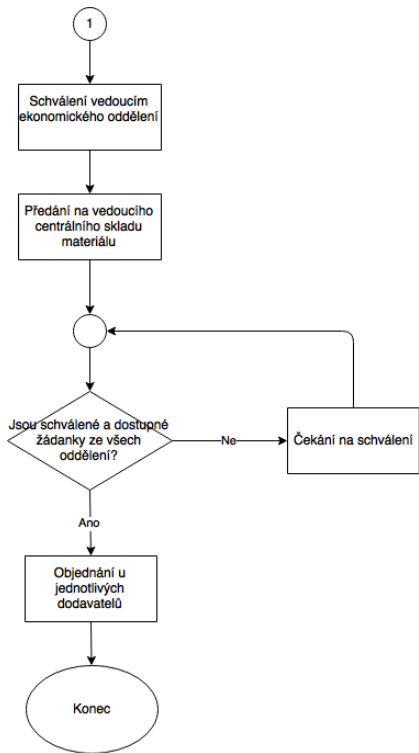 1
Schválení vedoucím
ekonomického oddělení
Předání na vedoucího
centrálního skladu
materiálu
Jsou schválené a dostupné
žádanky ze všech
oddělení?
Ne
Čekání na schválení
Ano
Objednání u
jednotlivých
dodavatelů
Konec